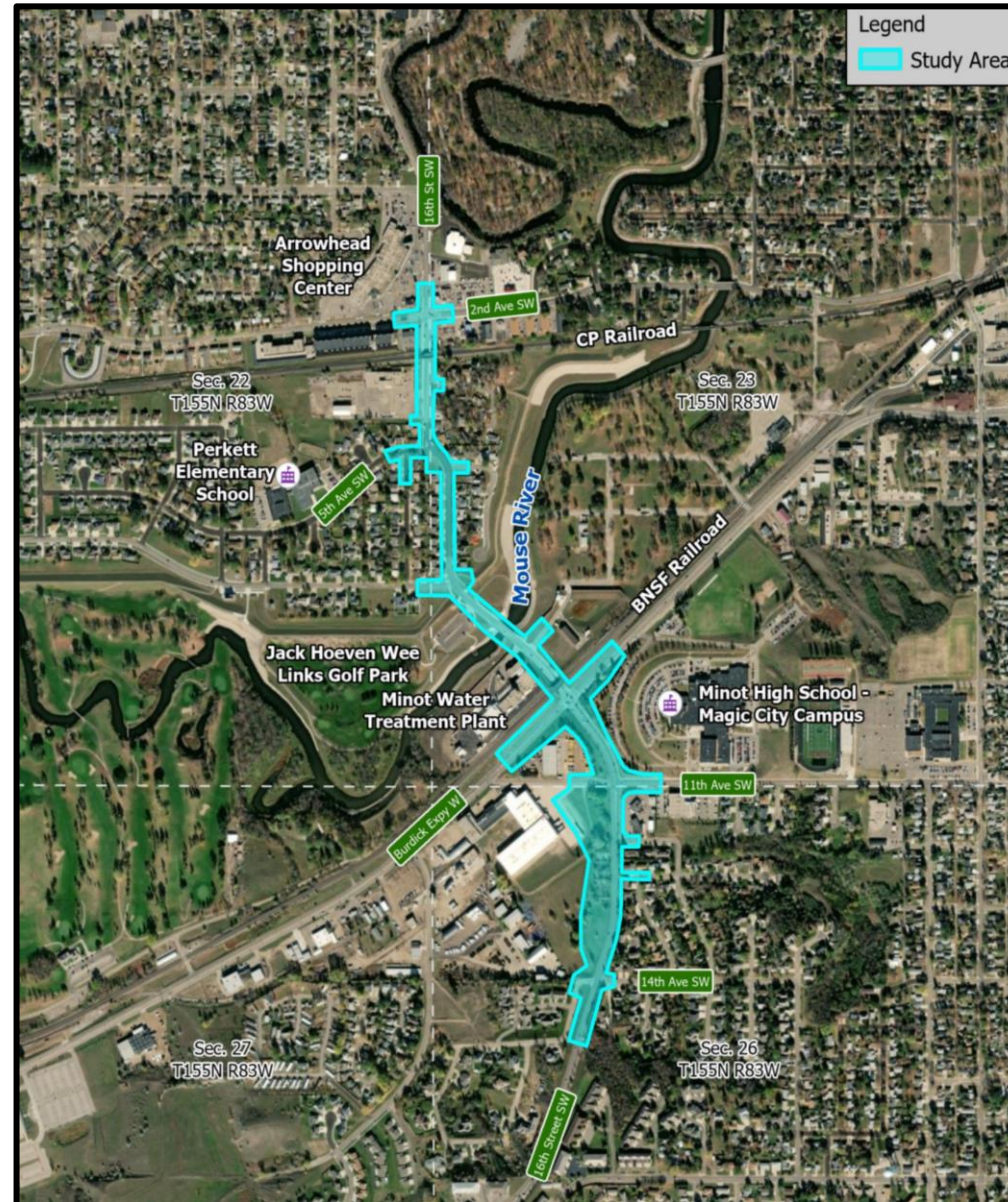 Legend
Study Area
16th St SW
Arrowhead
Shopping
Center
2nd Ave SW
CP Railroad
Sec. 22
T155N R83W
Sec. 23
T155N R83W
Perkett
Elementary
School
5th Ave SW
Mouse River
BNSF Railroad
Jack Hoeven Wee
Links Golf Park
Minot Water
Treatment Plant
Minot High School -
Magic City Campus
11th Ave SW
Burdick Expy W
14th Ave SW
Sec. 27
T155N R83W
Sec. 26
T155N R83W
16th Street SW